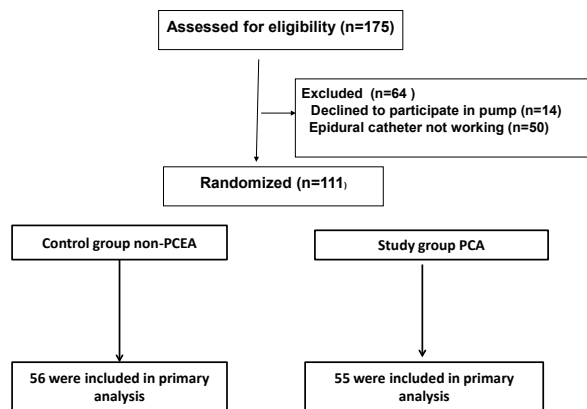 Assessed for eligibility (n=175)
Excluded (n=64 )
Declined to participate in pump (n=14)
Epidural catheter not working (n=50)
Randomized (n=111)
Control group non-PCEA
Study group PCA
56 were included in primary
analysis
55 were included in primary
analysis